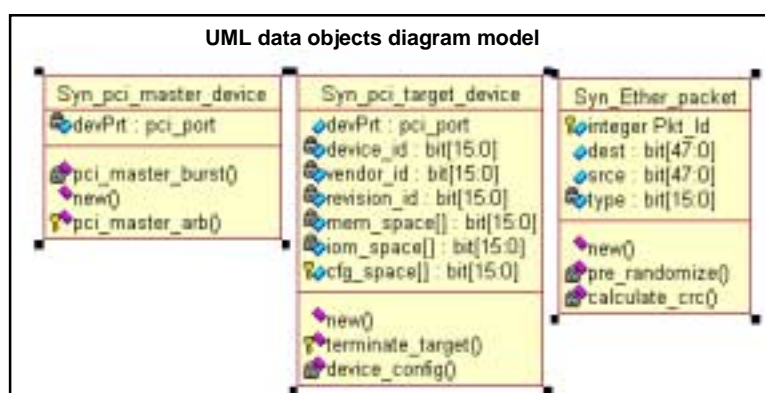 UML data objects diagram model
Syn_pci_master_device
devPrt : pci_port
pci_master_burst()
new()
pci_master_arb()
Syn_pci_target_device
devPrt : pci_port
device_id : bit[15:0]
vendor_id : bit[15:0]
revision_id : bit[15:0]
mem_space[] : bit[15:0]
iom_space[] : bit[15:0]
cfg_space[] : bit[15:0]
new()
terminate_target()
device_config()
Syn_Ether_packet
integer Pkt_Id
dest : bit[47:0]
srce : bit[47:0]
type : bit[15:0]
new()
pre_randomize()
calculate_crc()